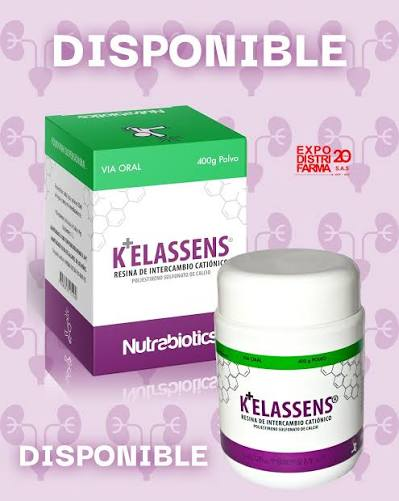 DISPONIBLE
Nutrabiotics
VIA ORAL 400g Polvo
K+ELASSENS®
RESINA DE INTERCAMBIO CATIÓNICO
POLIESTIRENO SULFONATO DE CALCIO
Nutrabiotics
EXPO
DISTRI
FARMA
20
S.A.S
VIA ORAL 400 g POLVO
K+ELASSENS®
RESINA DE INTERCAMBIO CATIÓNICO
POLIESTIRENO SULFONATO DE CALCIO
DISPONIBLE